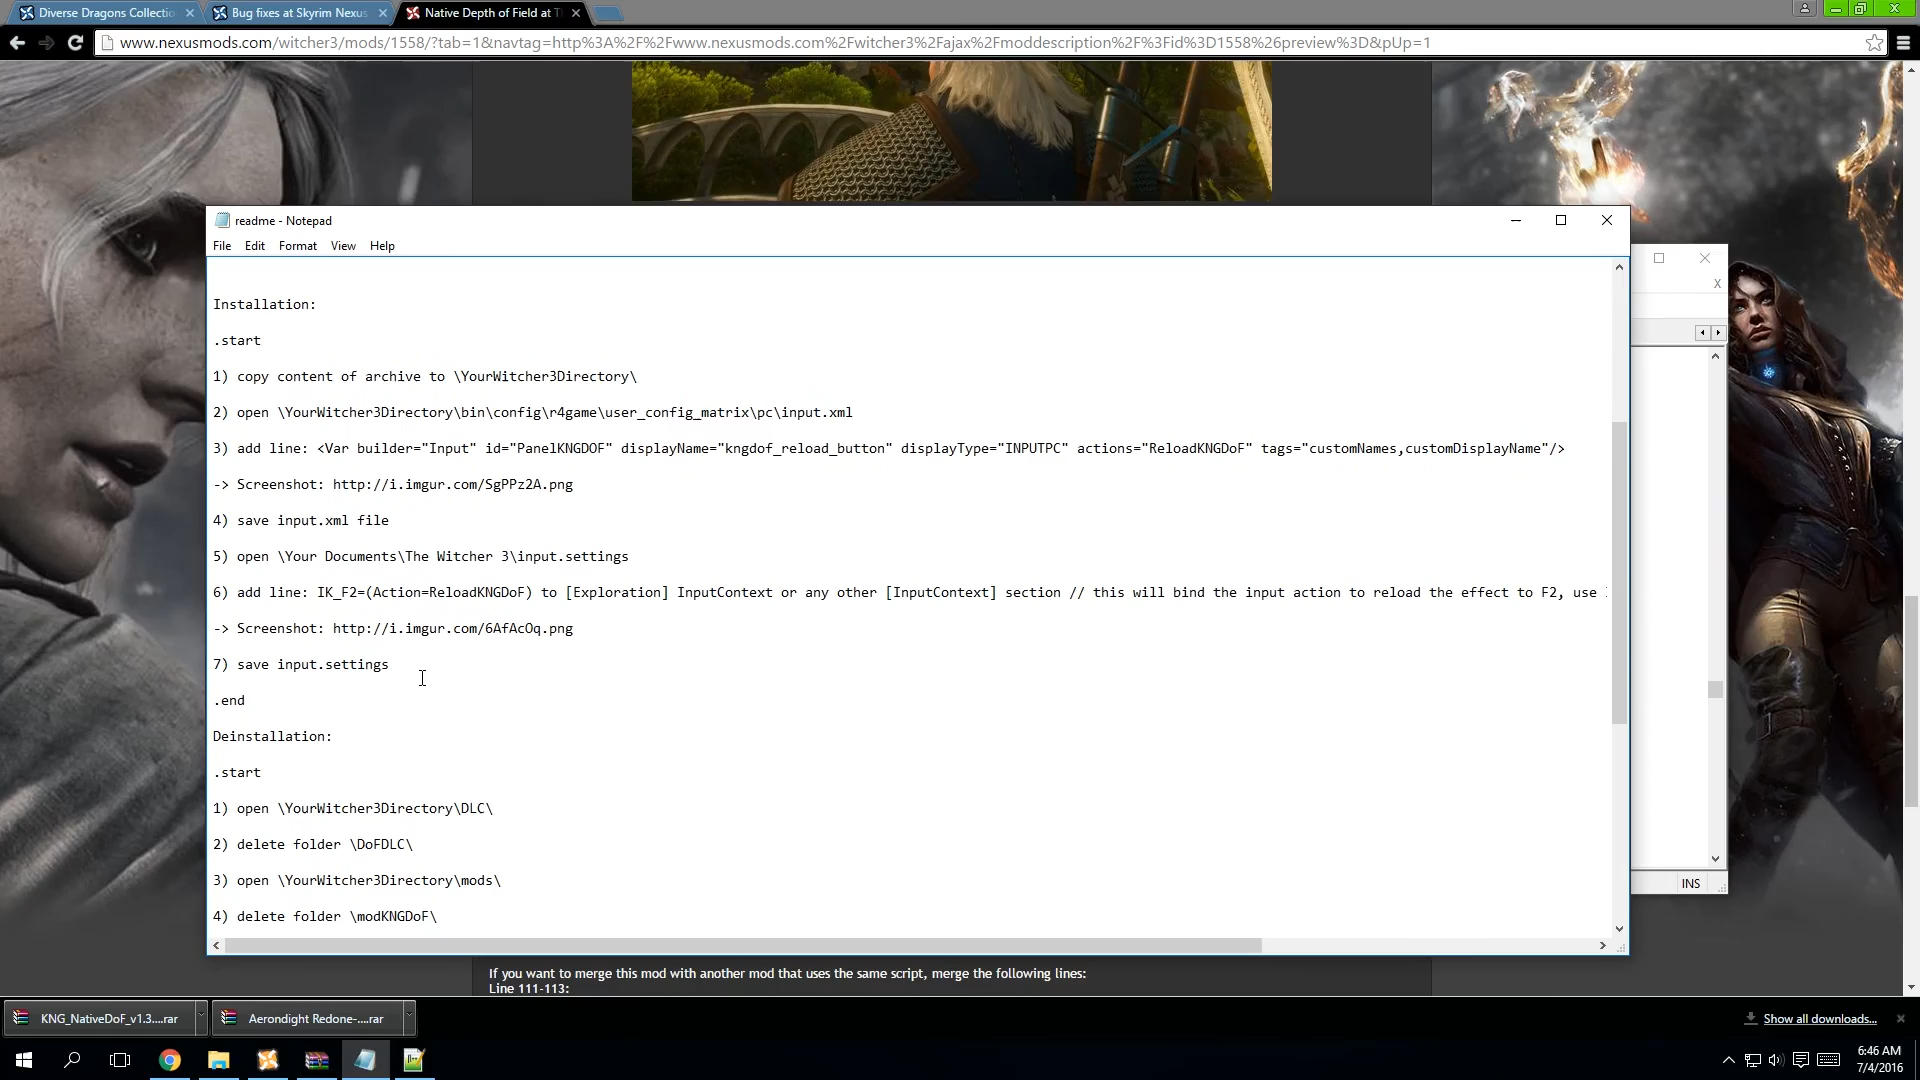 Diverse Dragons Collectio
Bug fixes at Skyrim Nexus
Native Depth of Field at T
www.nexusmods.com/witcher3/mods/1558/?tab=1&navtag=http%3A%2F%2Fwww.nexusmods.com%2Fwitcher3%2Fajax%2Fmoddescription%2F%3Fid%3D1558%26preview%3D&pUp=1
readme - Notepad
File Edit Format View Help
X
Installation:
.start
1) copy content of archive to \YourWitcher3Directory\
2) open \YourWitcher3Directory\bin\config\r4game\user_config_matrix\pc\input.xml
3) add line: <Var builder="Input" id="PanelKNGDOF" displayName="kngdof_reload_button" displayType="INPUTPC" actions="ReloadKNGDoF" tags="customNames,customDisplayName"/>
-> Screenshot: http://i.imgur.com/SgPPz2A.png
4) save input.xml file
5) open \Your Documents\The Witcher 3\input.settings
6) add line: IK_F2=(Action=ReloadKNGDoF) to [Exploration] InputContext or any other [InputContext] section // this will bind the input action to reload the effect to F2, use
-> Screenshot: http://i.imgur.com/6AfAcOq.png
7) save input.settings
.end
Deinstallation:
.start
1) open \YourWitcher3Directory\DLC\
2) delete folder \DoFDLC\
3) open \YourWitcher3Directory\mods\
4) delete folder \modKNGDoF\
INS
If you want to merge this mod with another mod that uses the same script, merge the following lines:
Line 111-113:
KNG_NativeDoF_v1.3....rar
Aerondight Redone-....rar
Show all downloads...
6:46 AM
7/4/2016